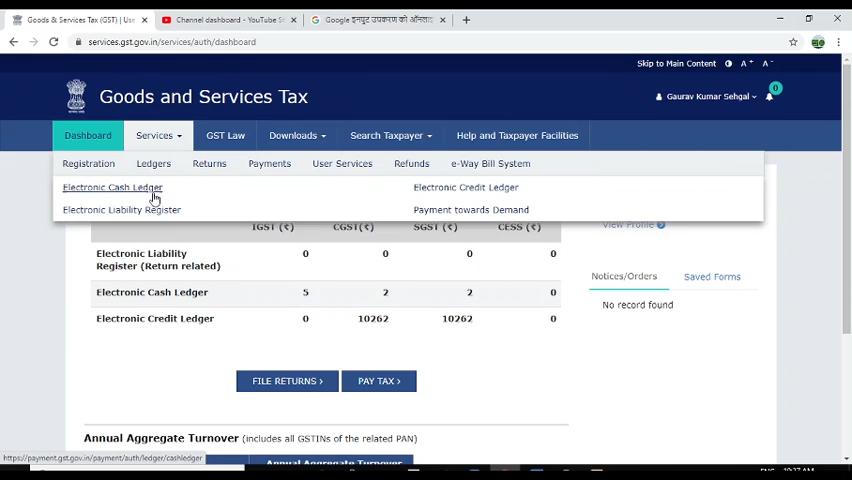 Goods & Services Tax (GST) | Use
Channel dashboard - YouTube S
Google इनपुट उपकरण को ऑनला
services.gst.gov.in/services/auth/dashboard
Skip to Main Content A+ A-
Goods and Services Tax
Gaurav Kumar Sehgal 0
Dashboard Services GST Law Downloads Search Taxpayer Help and Taxpayer Facilities
Registration Ledgers Returns Payments User Services Refunds e-Way Bill System
Electronic Cash Ledger Electronic Credit Ledger
Electronic Liability Register Payment towards Demand
IGST (₹) CGST(₹) SGST (₹) CESS (₹) View Profile
Electronic Liability Register (Return related) 0 0 0 0
Notices/Orders Saved Forms
Electronic Cash Ledger 5 2 2 0
No record found
Electronic Credit Ledger 0 10262 10262 0
FILE RETURNS PAY TAX
Annual Aggregate Turnover (includes all GSTINs of the related PAN)
https://payment.gst.gov.in/payment/auth/ledger/cashledger
Annual Aggregate Turnover
ENG 10:27 AM